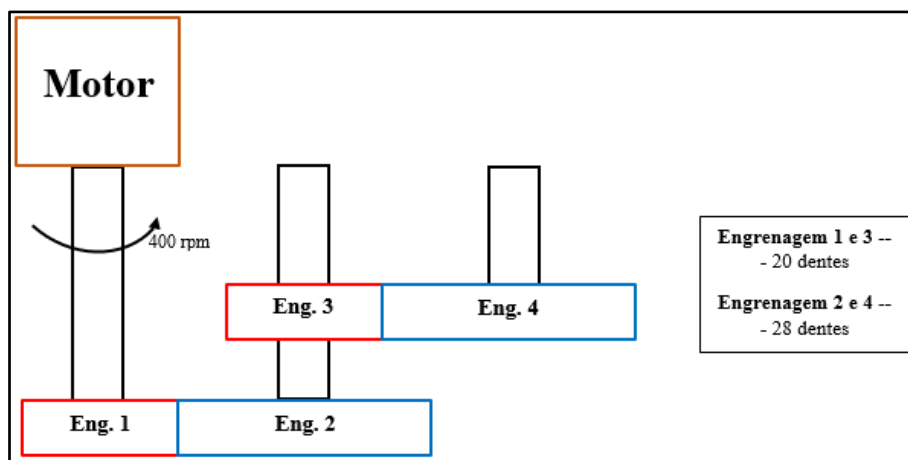 Motor
400 rpm
Engrenagem 1 e 3 --
- 20 dentes
Eng. 3
Eng. 4
Engrenagem 2 e 4 --
- 28 dentes
Eng. 1
Eng. 2